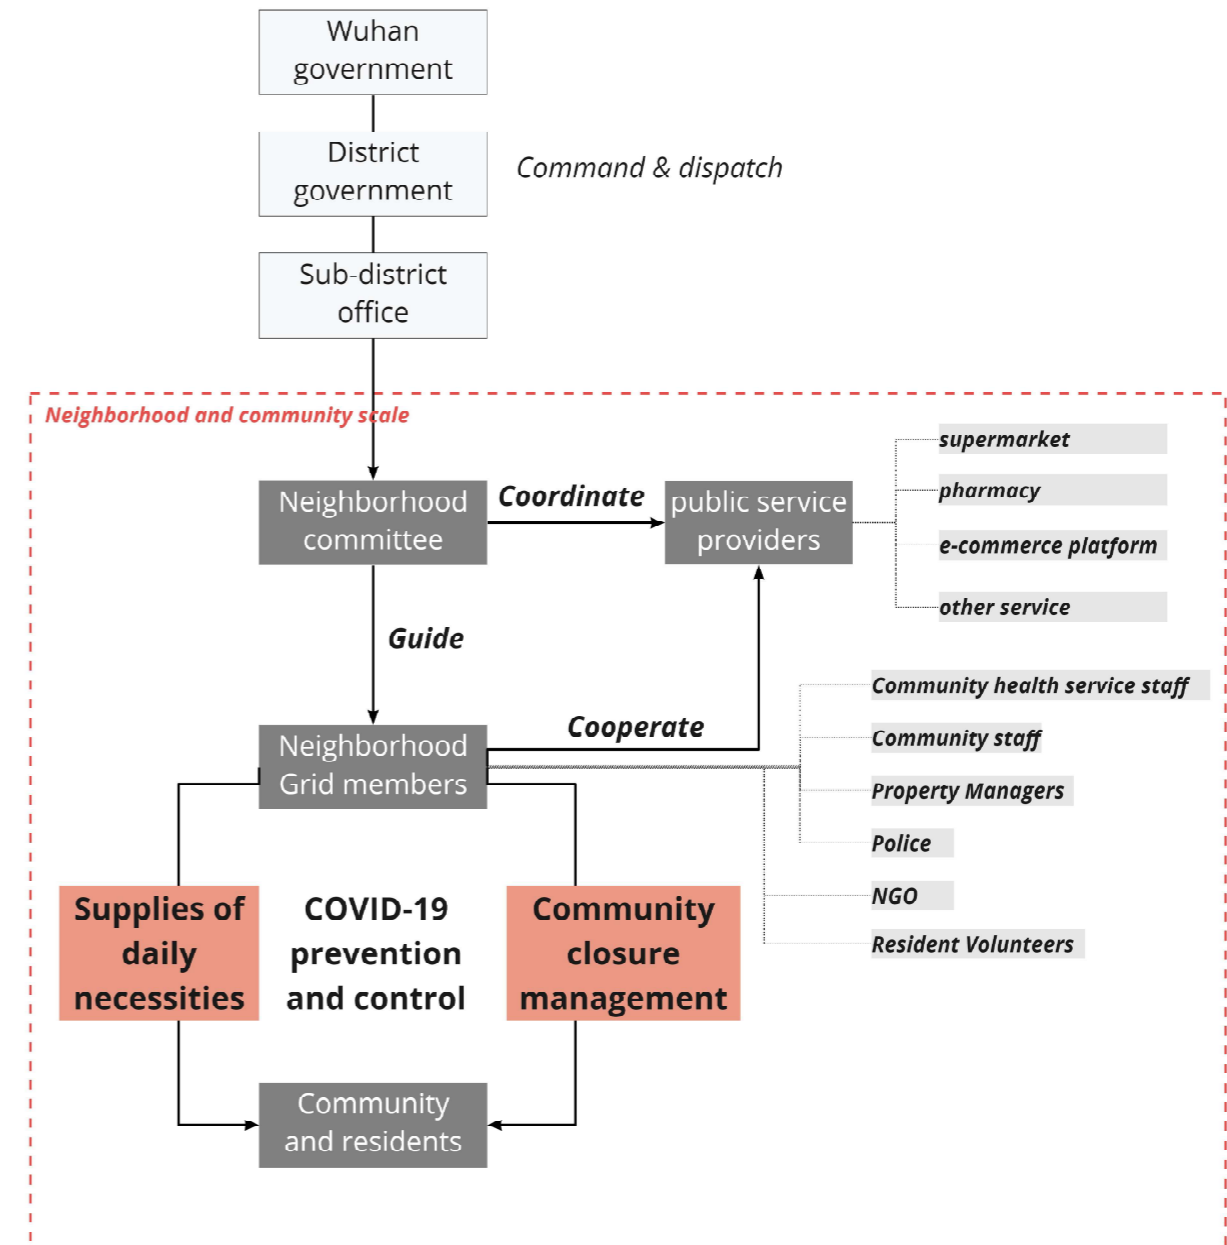 Wuhan
government
District
government
Command & dispatch
Sub-district
office
Neighborhood and community scale
supermarket
pharmacy
e-commerce platform
other service
Neighborhood
committee
Coordinate
public service
providers
Guide
Community health service staff
Community staff
Property Managers
Police
NGO
Resident Volunteers
Cooperate
Neighborhood
Grid members
Supplies of
daily
necessities
COVID-19
prevention
and control
Community
closure
management
Community
and residents